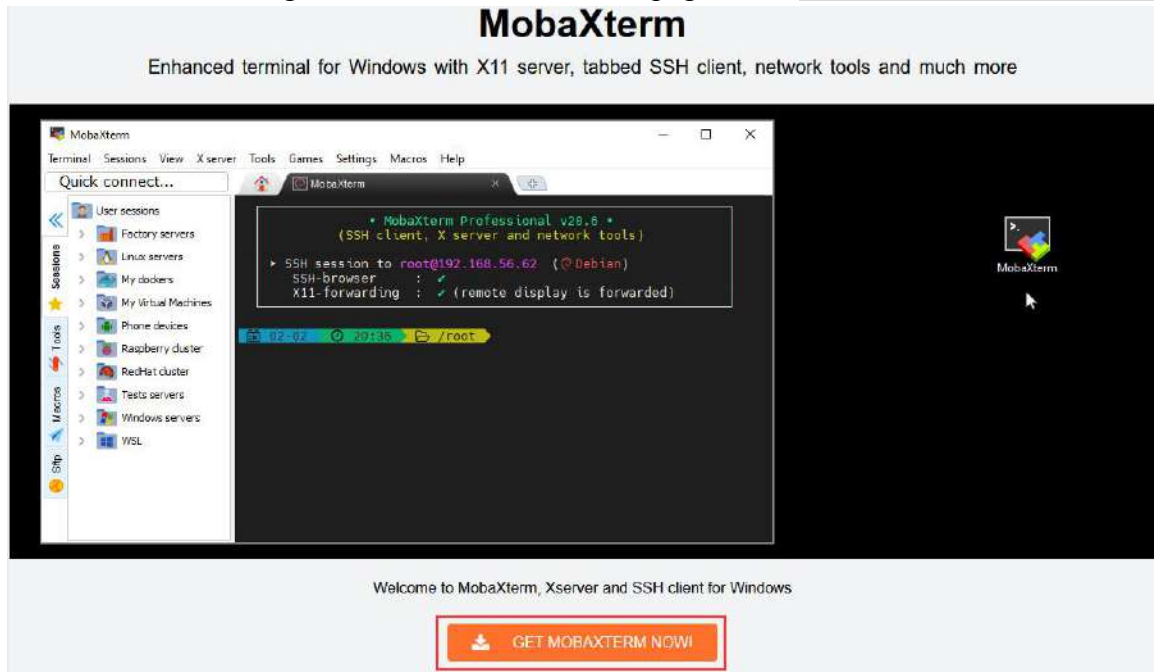 MobaXterm
Enhanced terminal for Windows with X11 server, tabbed SSH client, network tools and much more
MobaXterm
Terminal Sessions View X server Tools Games Settings Macros Help
Quick connect...
MobaXterm
User sessions
Factory servers
Linux servers
My dockers
My Virtual Machines
Phone devices
Raspberry cluster
RedHat cluster
Tests servers
Windows servers
WSL
Sessions
Tools
Macros
Sftp
• MobaXterm Professional v20.6 •
(SSH client, X server and network tools)
▸ SSH session to root@192.168.56.62 (Debian)
SSH-browser : ✓
X11-forwarding : ✓ (remote display is forwarded)
02-02 20:36 /root
MobaXterm
Welcome to MobaXterm, Xserver and SSH client for Windows
GET MOBAXTERM NOW!